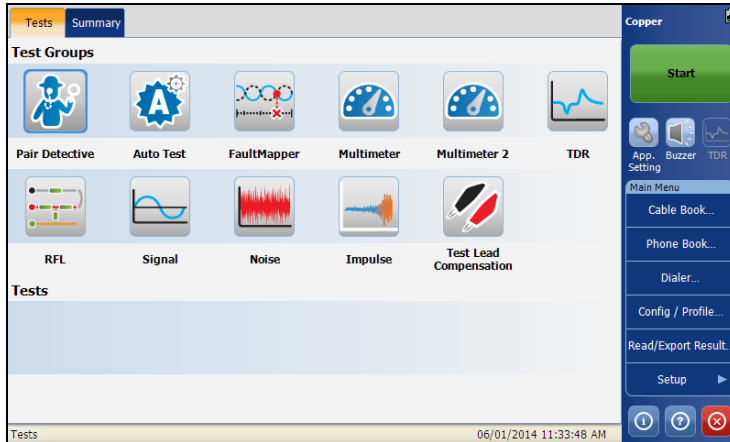 Tests Summary
Test Groups
Pair Detective Auto Test FaultMapper Multimeter Multimeter 2 TDR
RFL Signal Noise Impulse Test Lead
Compensation
Tests
Tests 06/01/2014 11:33:48 AM
Copper
Start
App. Buzzer TDR
Setting
Main Menu
Cable Book...
Phone Book...
Dialer...
Config / Profile...
Read/Export Result..
Setup